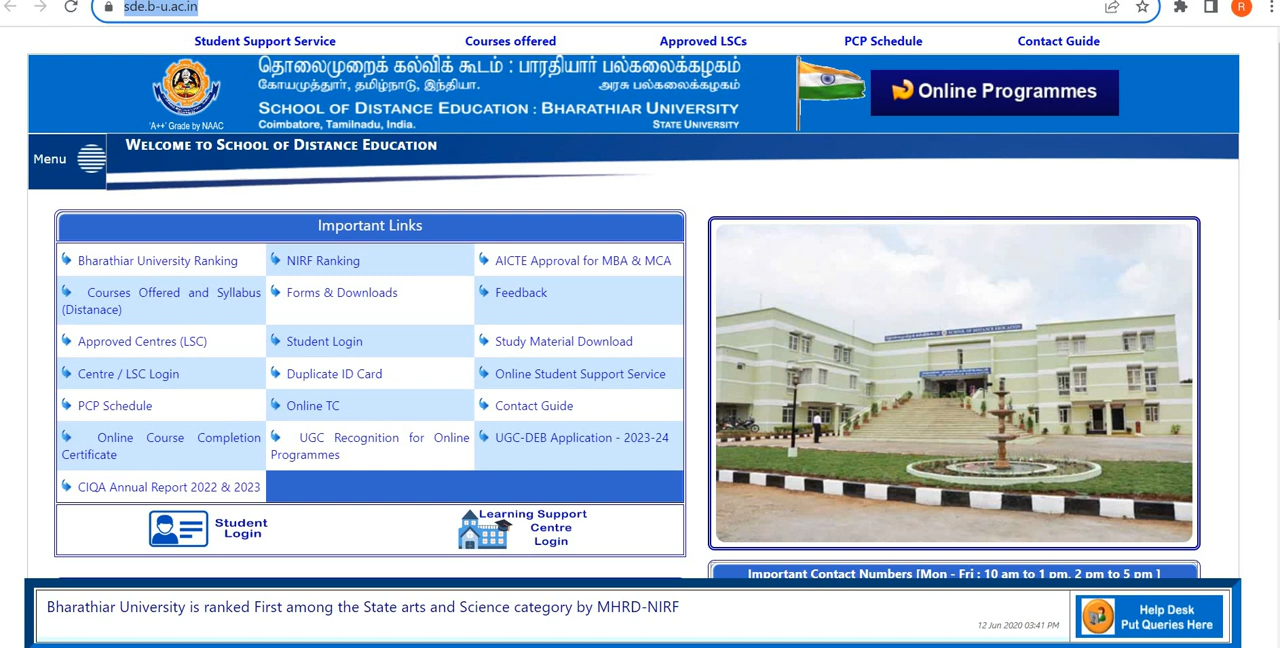 sde.b-u.ac.in
R
Student Support Service
Courses offered
Approved LSCs
PCP Schedule
Contact Guide
தொலைமுறைக் கல்விக் கூடம் : பாரதியார் பல்கலைக்கழகம்
கோயமுத்தூர், தமிழ்நாடு, இந்தியா.
அரசு பல்கலைக்கழகம்
SCHOOL OF DISTANCE EDUCATION : BHARATHIAR UNIVERSITY
Coimbatore, Tamilnadu, India.
STATE UNIVERSITY
'A++' Grade by NAAC
Online Programmes
Menu
WELCOME TO SCHOOL OF DISTANCE EDUCATION
Important Links
Bharathiar University Ranking
NIRF Ranking
AICTE Approval for MBA & MCA
Courses Offered and Syllabus
(Distanace)
Forms & Downloads
Feedback
Approved Centres (LSC)
Student Login
Study Material Download
Centre / LSC Login
Duplicate ID Card
Online Student Support Service
PCP Schedule
Online TC
Contact Guide
Online Course Completion
Certificate
UGC Recognition for Online
Programmes
UGC-DEB Application - 2023-24
CIQA Annual Report 2022 & 2023
Student
Login
Learning Support
Centre
Login
SCHOOL OF DISTANCE EDUCATION
Important Contact Numbers [Mon - Fri : 10 am to 1 pm, 2 pm to 5 pm ]
Bharathiar University is ranked First among the State arts and Science category by MHRD-NIRF
12 Jun 2020 03:41 PM
Help Desk
Put Queries Here